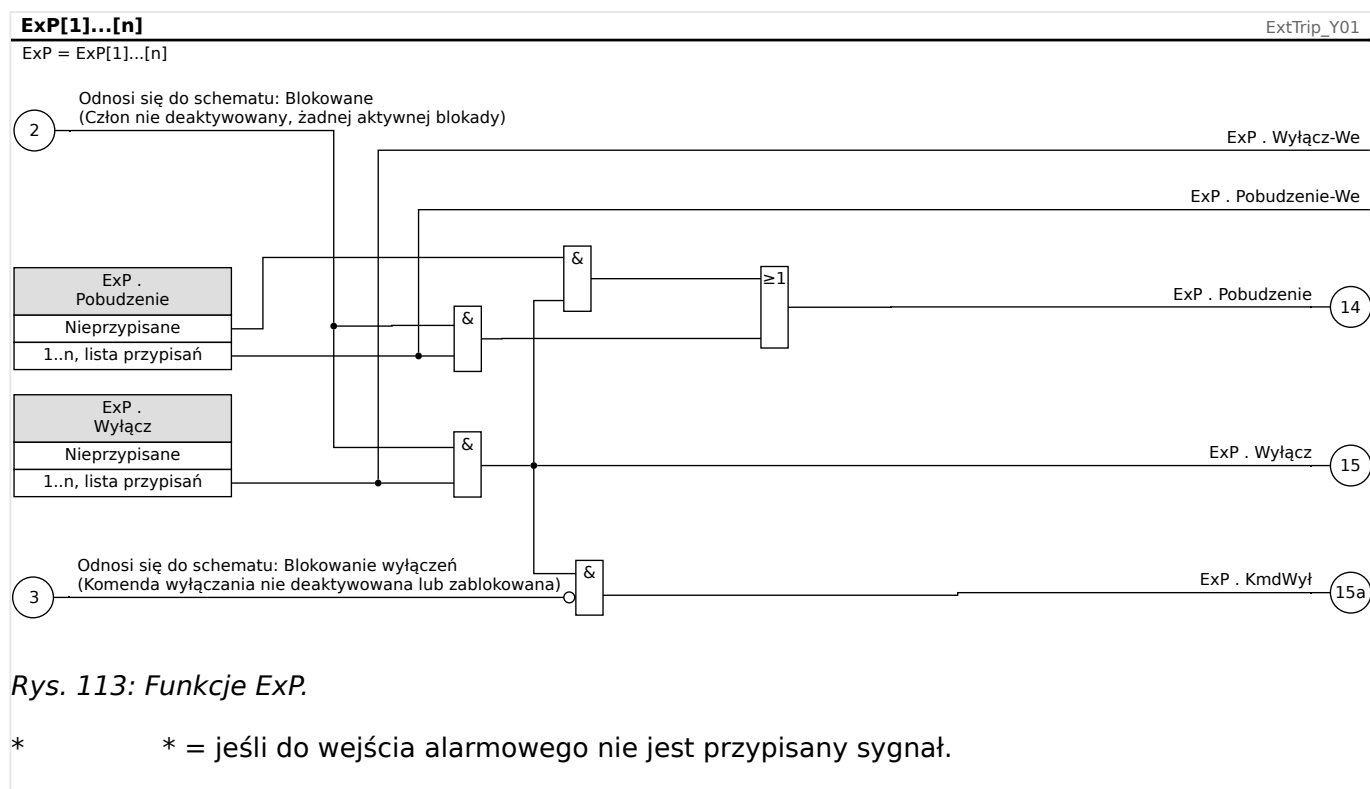 ExP[1]...[n]
ExtTrip_Y01
ExP = ExP[1]...[n]
Odnosi się do schematu: Blokowane
(Człon nie deaktywowany, żadnej aktywnej blokady)
2
ExP . Wyłącz-We
ExP . Pobudzenie-We
&
ExP .
Pobudzenie
≥1
ExP . Pobudzenie
14
Nieprzypisane
&
1..n, lista przypisań
ExP .
Wyłącz
Nieprzypisane
&
ExP . Wyłącz
15
1..n, lista przypisań
Odnosi się do schematu: Blokowanie wyłączeń
(Komenda wyłączania nie deaktywowana lub zablokowana)
3
&
ExP . KmdWył
15a
Rys. 113: Funkcje ExP.
* * = jeśli do wejścia alarmowego nie jest przypisany sygnał.